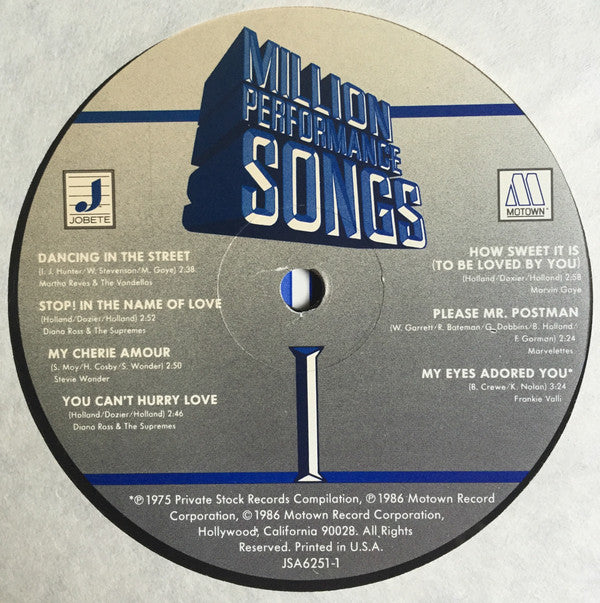 MILLION
PERFORMANCE
SONGS
J
JOBETE
M
MOTOWN®
DANCING IN THE STREET
(I. J. Hunter/W. Stevenson/M. Gaye) 2:38
Martha Reves & The Vandellas
STOP! IN THE NAME OF LOVE
(Holland/Dozier/Holland) 2:52
Diana Ross & The Supremes
MY CHERIE AMOUR
(S. Moy/H. Cosby/S. Wonder) 2:50
Stevie Wonder
YOU CAN'T HURRY LOVE
(Holland/Dozier/Holland) 2:46
Diana Ross & The Supremes
HOW SWEET IT IS
(TO BE LOVED BY YOU)
(Holland/Dozier/Holland) 2:58
Marvin Gaye
PLEASE MR. POSTMAN
(W. Garrett/R. Bateman/G. Dobbins/B. Holland/
F. Gorman) 2:24
Marvelettes
MY EYES ADORED YOU*
(B. Crewe/K. Nolan) 3:24
Frankie Valli
I
*℗ 1975 Private Stock Records Compilation, ℗ 1986 Motown Record
Corporation, © 1986 Motown Record Corporation,
Hollywood, California 90028. All Rights
Reserved. Printed in U.S.A.
JSA6251-1